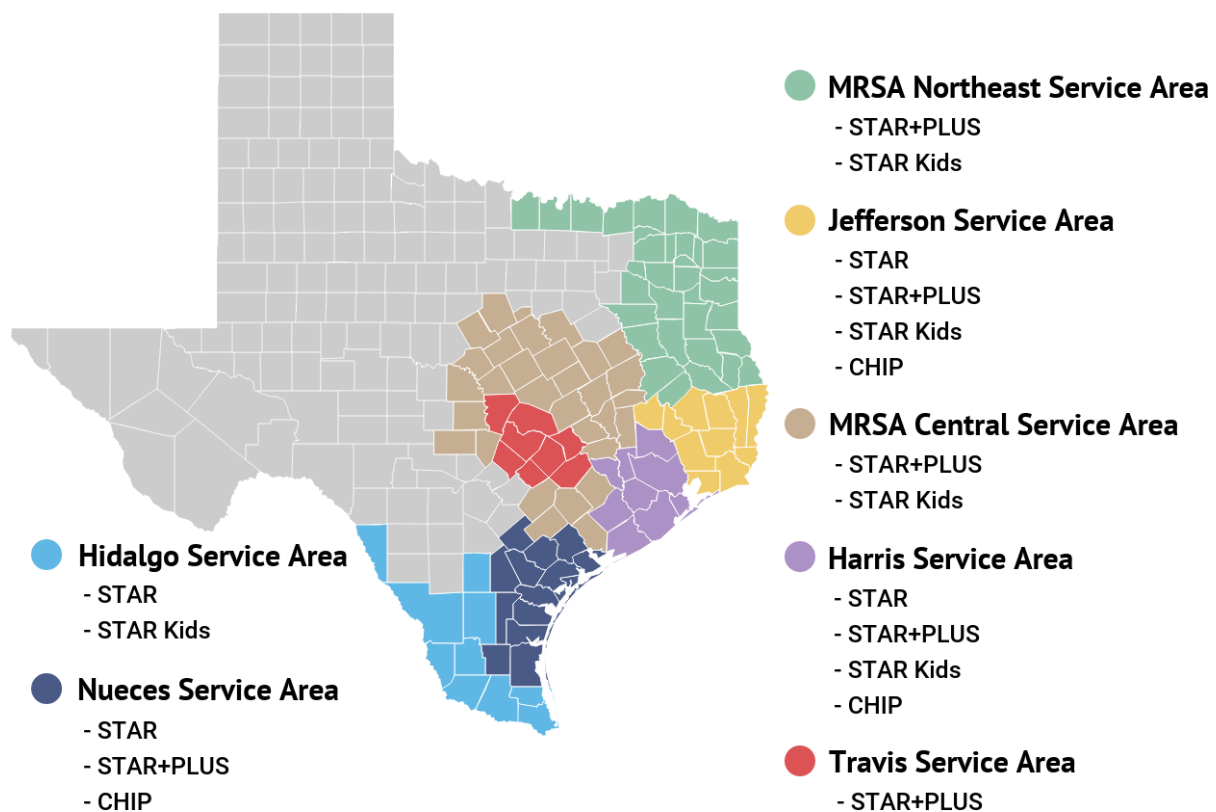 MRSA Northeast Service Area
- STAR+PLUS
- STAR Kids
Jefferson Service Area
- STAR
- STAR+PLUS
- STAR Kids
- CHIP
MRSA Central Service Area
- STAR+PLUS
- STAR Kids
Harris Service Area
- STAR
- STAR+PLUS
- STAR Kids
- CHIP
Travis Service Area
- STAR+PLUS
Hidalgo Service Area
- STAR
- STAR Kids
Nueces Service Area
- STAR
- STAR+PLUS
- CHIP